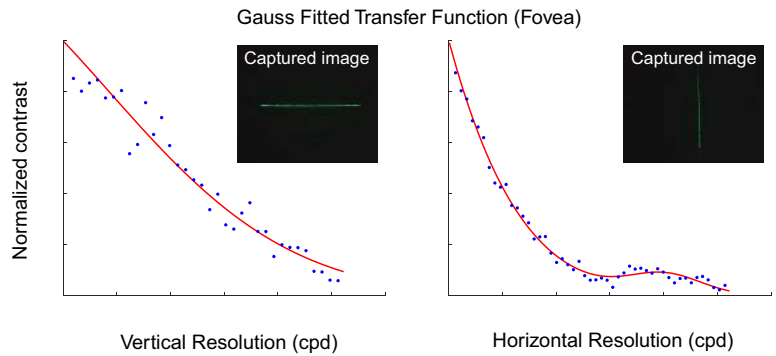 Gauss Fitted Transfer Function (Fovea)
Captured image
Captured image
Normalized contrast
Vertical Resolution (cpd)
Horizontal Resolution (cpd)